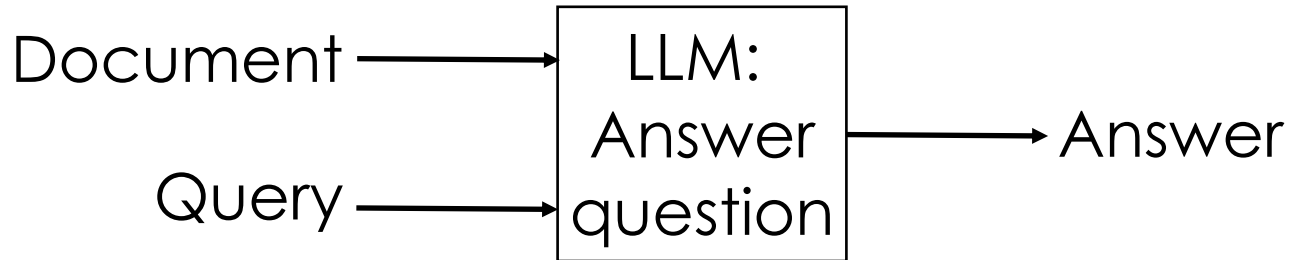 Document
Query
LLM:
Answer
question
Answer